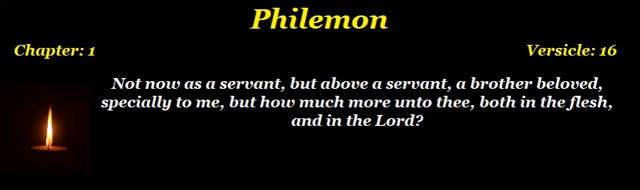 Philemon
Chapter: 1 Versicle: 16
Not now as a servant, but above a servant, a brother beloved,
specially to me, but how much more unto thee, both in the flesh,
and in the Lord?